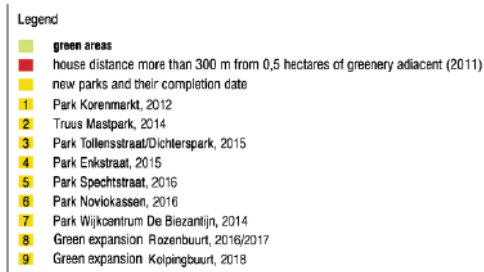 Legend
green areas
house distance more than 300 m from 0,5 hectares of greenery adiacent (2011)
new parks and their completion date
1 Park Korenmarkt, 2012
2 Truus Mastpark, 2014
3 Park Tollensstraat/Dichterspark, 2015
4 Park Enkstraat, 2015
5 Park Spechtstraat, 2016
6 Park Noviokassen, 2016
7 Park Wijkcentrum De Biezantijn, 2014
8 Green expansion Rozenbuurt, 2016/2017
9 Green expansion Kolpingbuurt, 2018